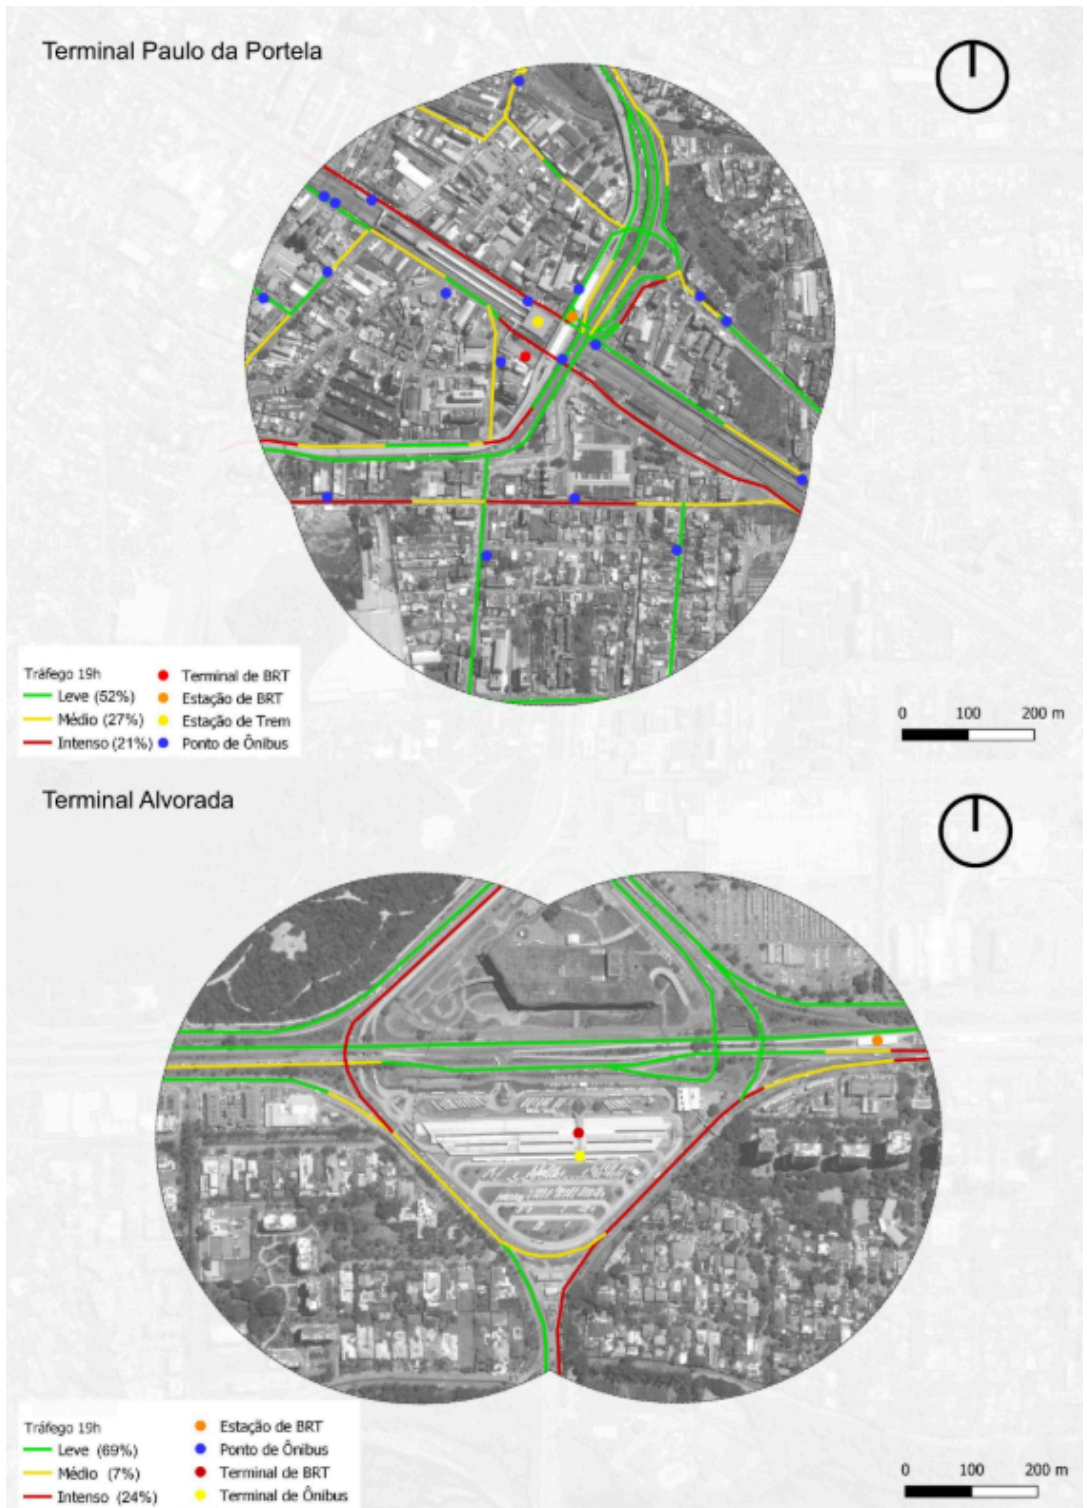 Terminal Paulo da Portela
Tráfego 19h
Leve (52%)
Médio (27%)
Intenso (21%)
Terminal de BRT
Estação de BRT
Estação de Trem
Ponto de Ônibus
0 100 200 m
Terminal Alvorada
Tráfego 19h
Leve (69%)
Médio (7%)
Intenso (24%)
Estação de BRT
Ponto de Ônibus
Terminal de BRT
Terminal de Ônibus
0 100 200 m